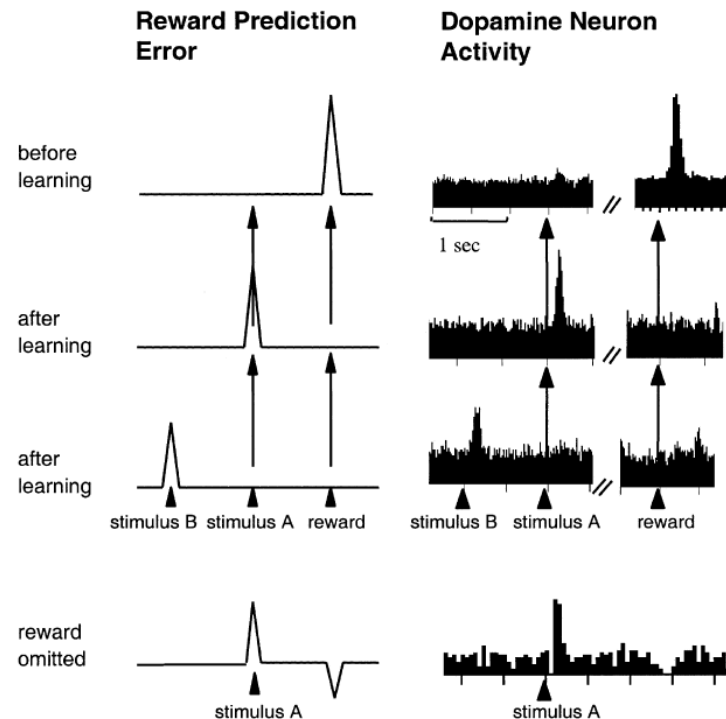 Reward Prediction
Error
Dopamine Neuron
Activity
before
learning
1 sec
after
learning
after
learning
stimulus B stimulus A reward
stimulus B stimulus A reward
reward
omitted
stimulus A
stimulus A